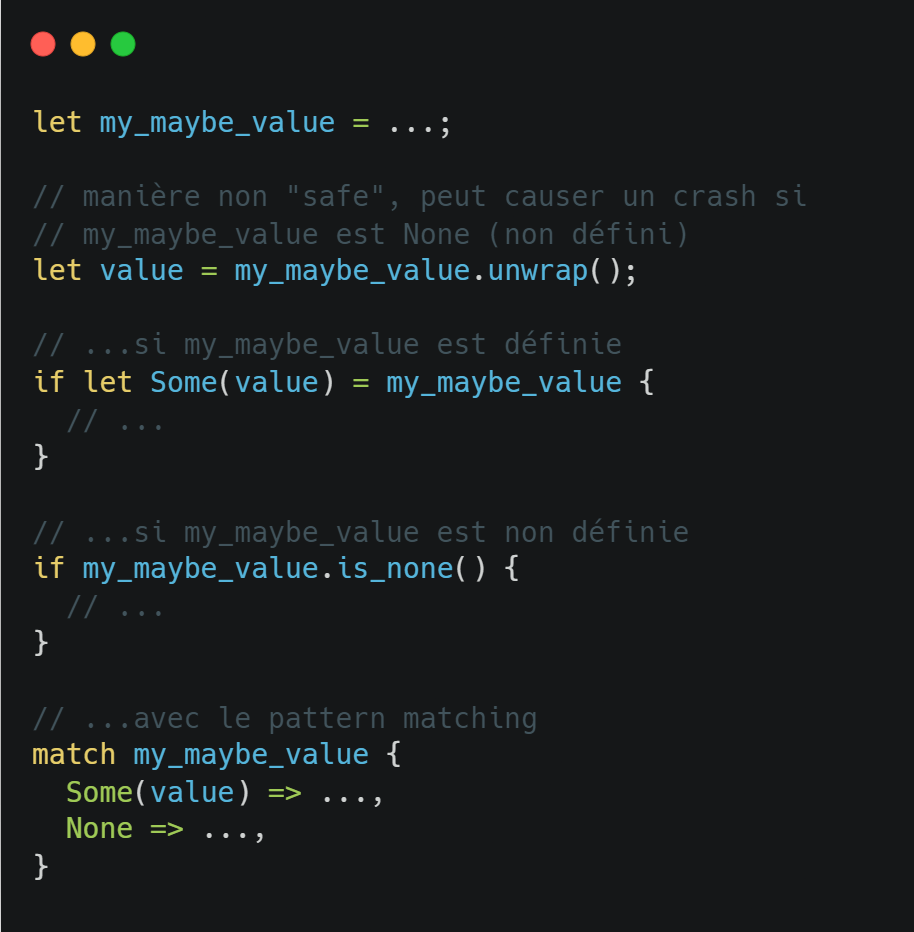 let my_maybe_value = ...;
// manière non "safe", peut causer un crash si
// my_maybe_value est None (non défini)
let value = my_maybe_value.unwrap();
// ...si my_maybe_value est définie
if let Some(value) = my_maybe_value {
  // ...
}
// ...si my_maybe_value est non définie
if my_maybe_value.is_none() {
  // ...
}
// ...avec le pattern matching
match my_maybe_value {
  Some(value) => ...,
  None => ...,
}